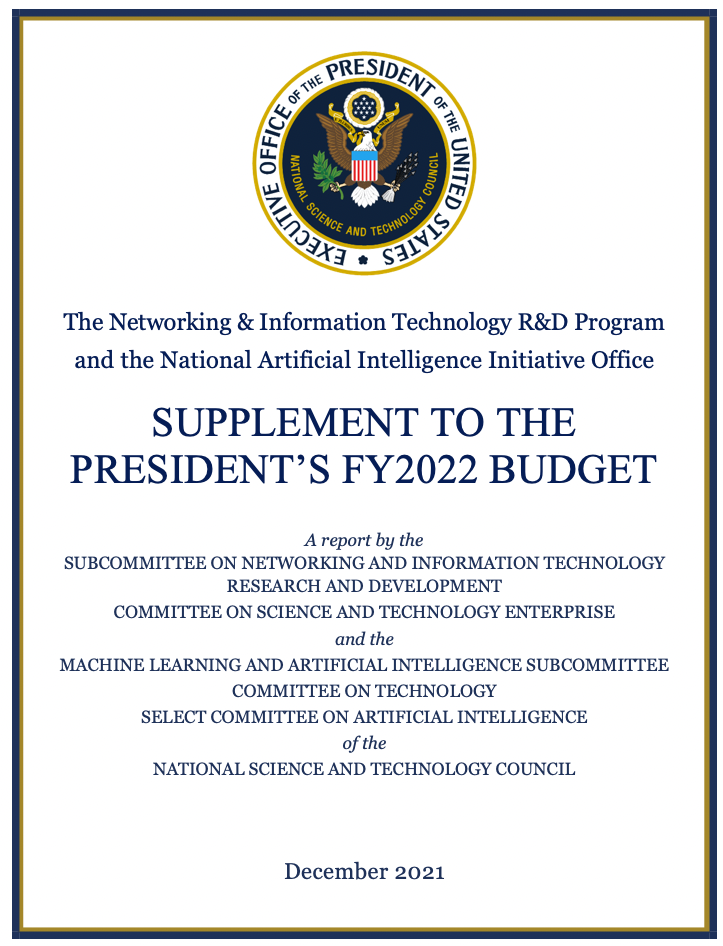 EXECUTIVE OFFICE OF THE PRESIDENT OF THE UNITED STATES
NATIONAL SCIENCE AND TECHNOLOGY COUNCIL
The Networking & Information Technology R&D Program
and the National Artificial Intelligence Initiative Office
SUPPLEMENT TO THE
PRESIDENT’S FY2022 BUDGET
A report by the
SUBCOMMITTEE ON NETWORKING AND INFORMATION TECHNOLOGY
RESEARCH AND DEVELOPMENT
COMMITTEE ON SCIENCE AND TECHNOLOGY ENTERPRISE
and the
MACHINE LEARNING AND ARTIFICIAL INTELLIGENCE SUBCOMMITTEE
COMMITTEE ON TECHNOLOGY
SELECT COMMITTEE ON ARTIFICIAL INTELLIGENCE
of the
NATIONAL SCIENCE AND TECHNOLOGY COUNCIL
December 2021